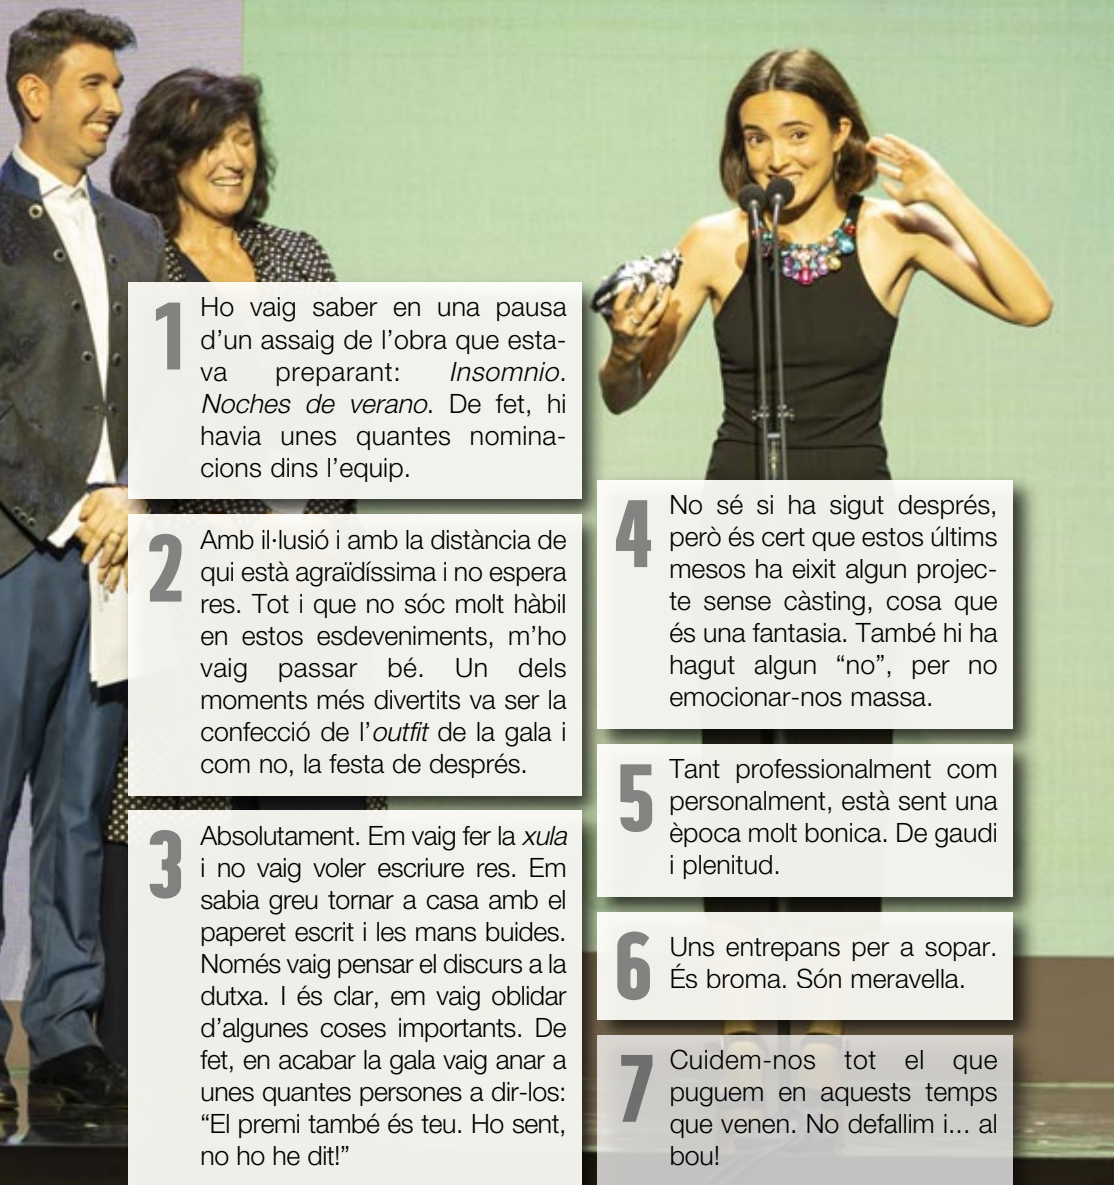 1
Ho vaig saber en una pausa
d'un assaig de l'obra que esta-
va preparant: Insomnio.
Noches de verano. De fet, hi
havia unes quantes nomina-
cions dins l'equip.
2
Amb il·lusió i amb la distància de
qui està agraïdíssima i no espera
res. Tot i que no sóc molt hàbil
en estos esdeveniments, m'ho
vaig passar bé. Un dels
moments més divertits va ser la
confecció de l'outfit de la gala i
com no, la festa de després.
3
Absolutament. Em vaig fer la xula
i no vaig voler escriure res. Em
sabia greu tornar a casa amb el
paperet escrit i les mans buides.
Només vaig pensar el discurs a la
dutxa. I és clar, em vaig oblidar
d'algunes coses importants. De
fet, en acabar la gala vaig anar a
unes quantes persones a dir-los:
“El premi també és teu. Ho sent,
no ho he dit!”
4
No sé si ha sigut després,
però és cert que estos últims
mesos ha eixit algun projec-
te sense càsting, cosa que
és una fantasia. També hi ha
hagut algun “no”, per no
emocionar-nos massa.
5
Tant professionalment com
personalment, està sent una
època molt bonica. De gaudi
i plenitud.
6
Uns entrepans per a sopar.
És broma. Són meravella.
7
Cuidem-nos tot el que
puguem en aquests temps
que venen. No defallim i... al
bou!